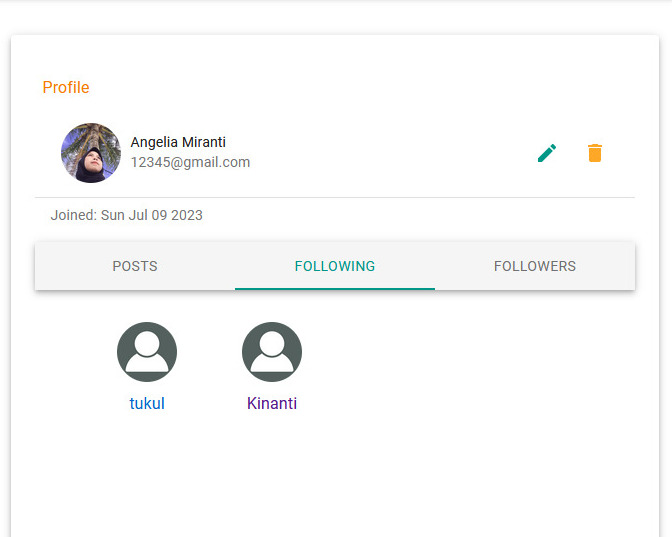 Profile
Angelia Miranti
12345@gmail.com
Joined: Sun Jul 09 2023
POSTS FOLLOWING FOLLOWERS
tukul Kinanti